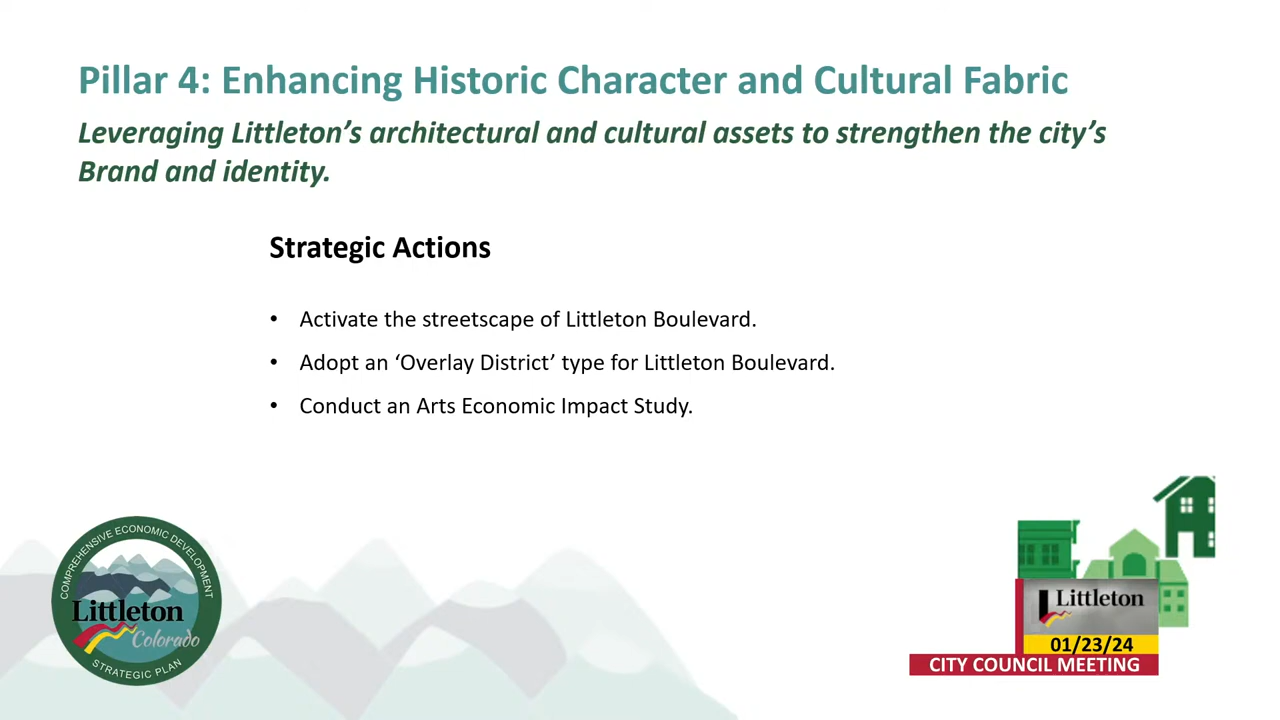 Pillar 4: Enhancing Historic Character and Cultural Fabric
Leveraging Littleton’s architectural and cultural assets to strengthen the city’s
Brand and identity.
Strategic Actions
• Activate the streetscape of Littleton Boulevard.
• Adopt an ‘Overlay District’ type for Littleton Boulevard.
• Conduct an Arts Economic Impact Study.
COMPREHENSIVE ECONOMIC DEVELOPMENT
Littleton
Colorado
STRATEGIC PLAN
Littleton
01/23/24
CITY COUNCIL MEETING